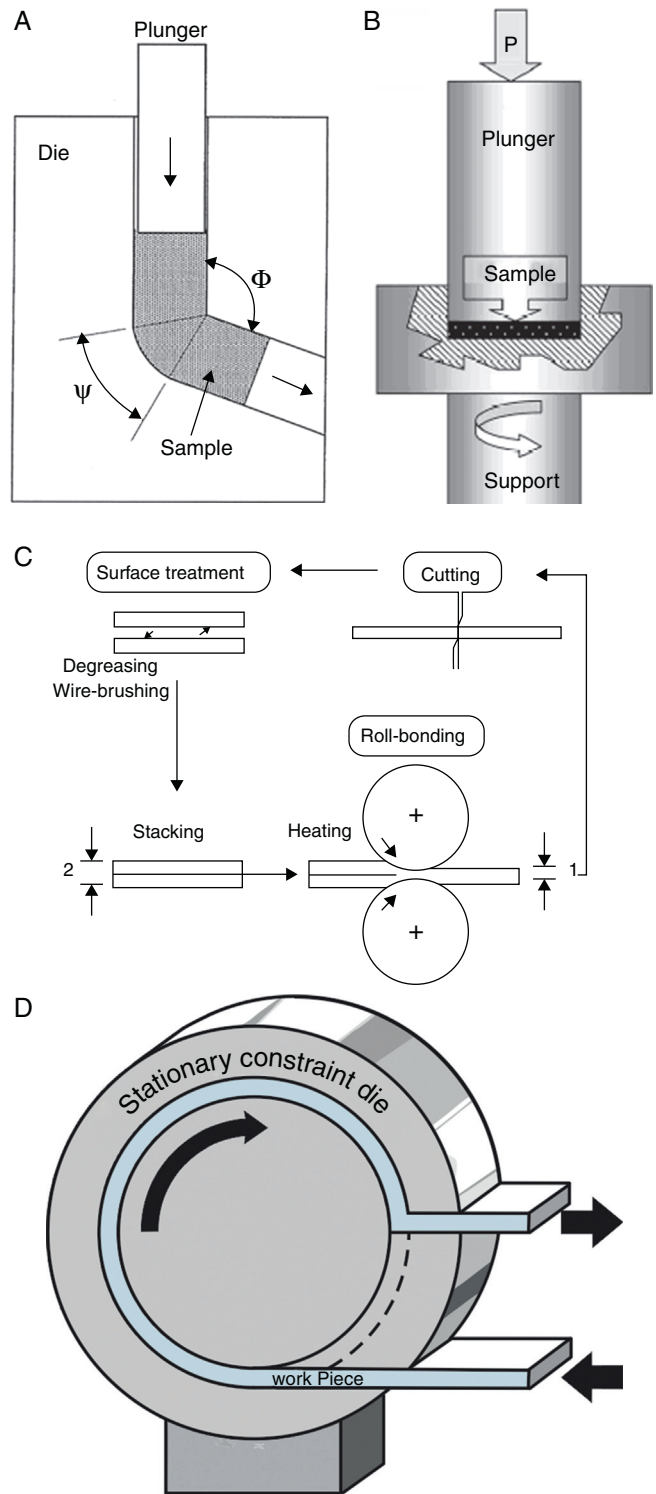 A
Plunger
Die
Φ
ψ
Sample
B
P
Plunger
Sample
Support
C
Surface treatment
Cutting
Degreasing
Wire-brushing
Roll-bonding
Stacking
Heating
2
1
+
+
D
Stationary constraint die
work Piece